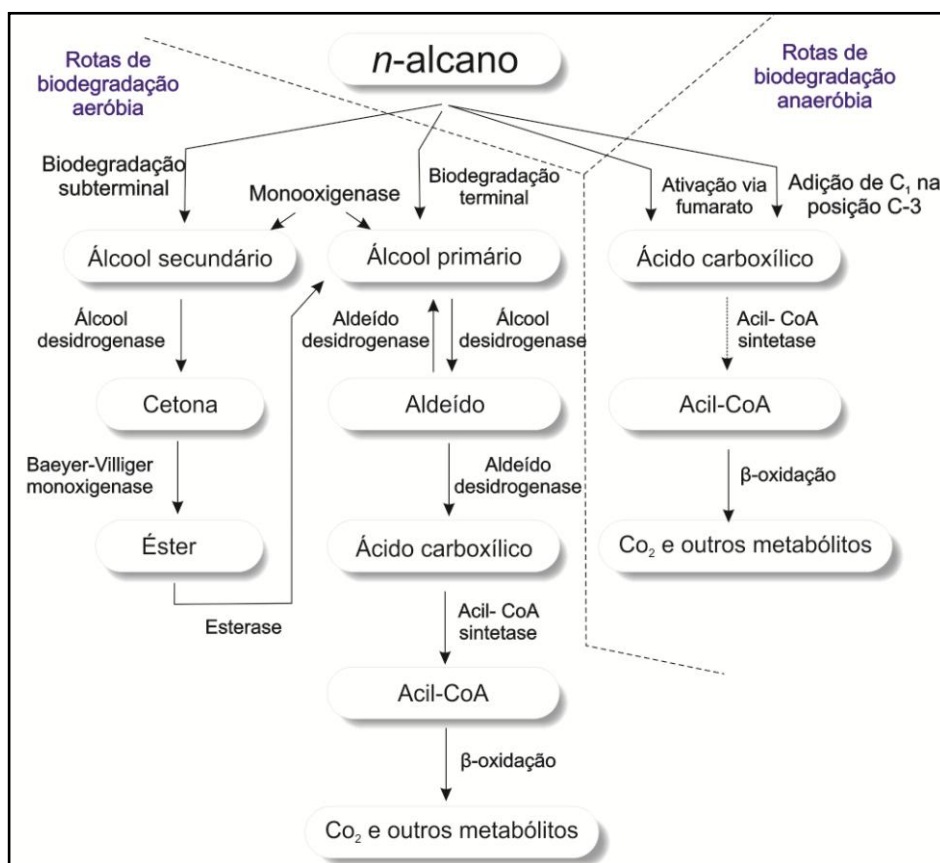 n-alcano
Rotas de
biodegradação
aeróbia
Rotas de
biodegradação
anaeróbia
Biodegradação
subterminal
Monooxigenase
Biodegradação
terminal
Ativação via
fumarato
Adição de C₁ na
posição C-3
Álcool secundário
Álcool primário
Ácido carboxílico
Álcool
desidrogenase
Aldeído
desidrogenase
Álcool
desidrogenase
Acil- CoA
sintetase
Cetona
Aldeído
Acil-CoA
Baeyer-Villiger
monoxigenase
Aldeído
desidrogenase
β-oxidação
Éster
Ácido carboxílico
Co₂ e outros metabólitos
Esterase
Acil- CoA
sintetase
Acil-CoA
β-oxidação
Co₂ e outros metabólitos